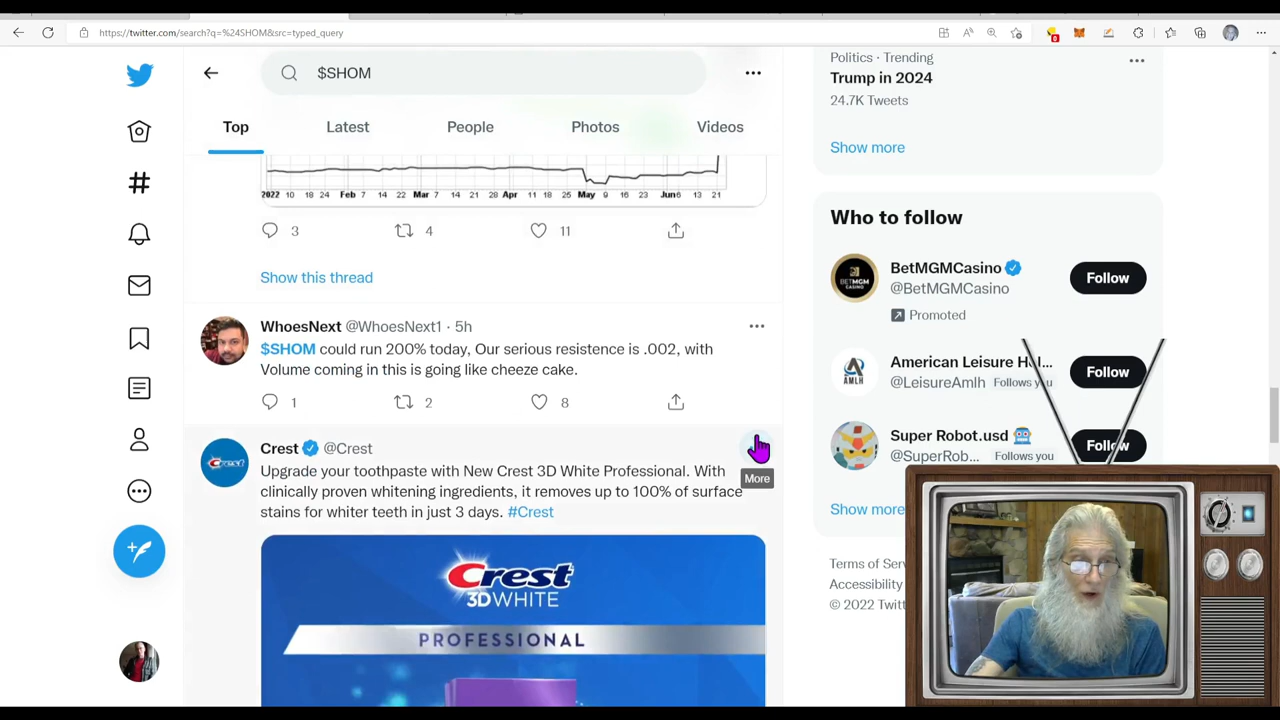 https://twitter.com/search?q=%24SHOM&src=typed_query
$SHOM
Top
Latest
People
Photos
Videos
2022 10 18 24 Feb 7 14 22 Mar 7 14 21 Apr 11 18 25 May 9 16 23 Jun6 13 21
3
4
11
Show this thread
WhoesNext @WhoesNext1 · 5h
$SHOM could run 200% today, Our serious resistence is .002, with
Volume coming in this is going like cheeze cake.
1
2
8
Crest @Crest
More
Upgrade your toothpaste with New Crest 3D White Professional. With
clinically proven whitening ingredients, it removes up to 100% of surface
stains for whiter teeth in just 3 days. #Crest
Crest
3DWHITE
PROFESSIONAL
Politics · Trending
Trump in 2024
24.7K Tweets
Show more
Who to follow
BetMGMCasino
@BetMGMCasino
Promoted
Follow
American Leisure Hol...
@LeisureAmlh Follows you
Follow
AMLH
Super Robot.usd
@SuperRob... Follows you
Follow
Show more
Terms of Serv
Accessibility
© 2022 Twitt